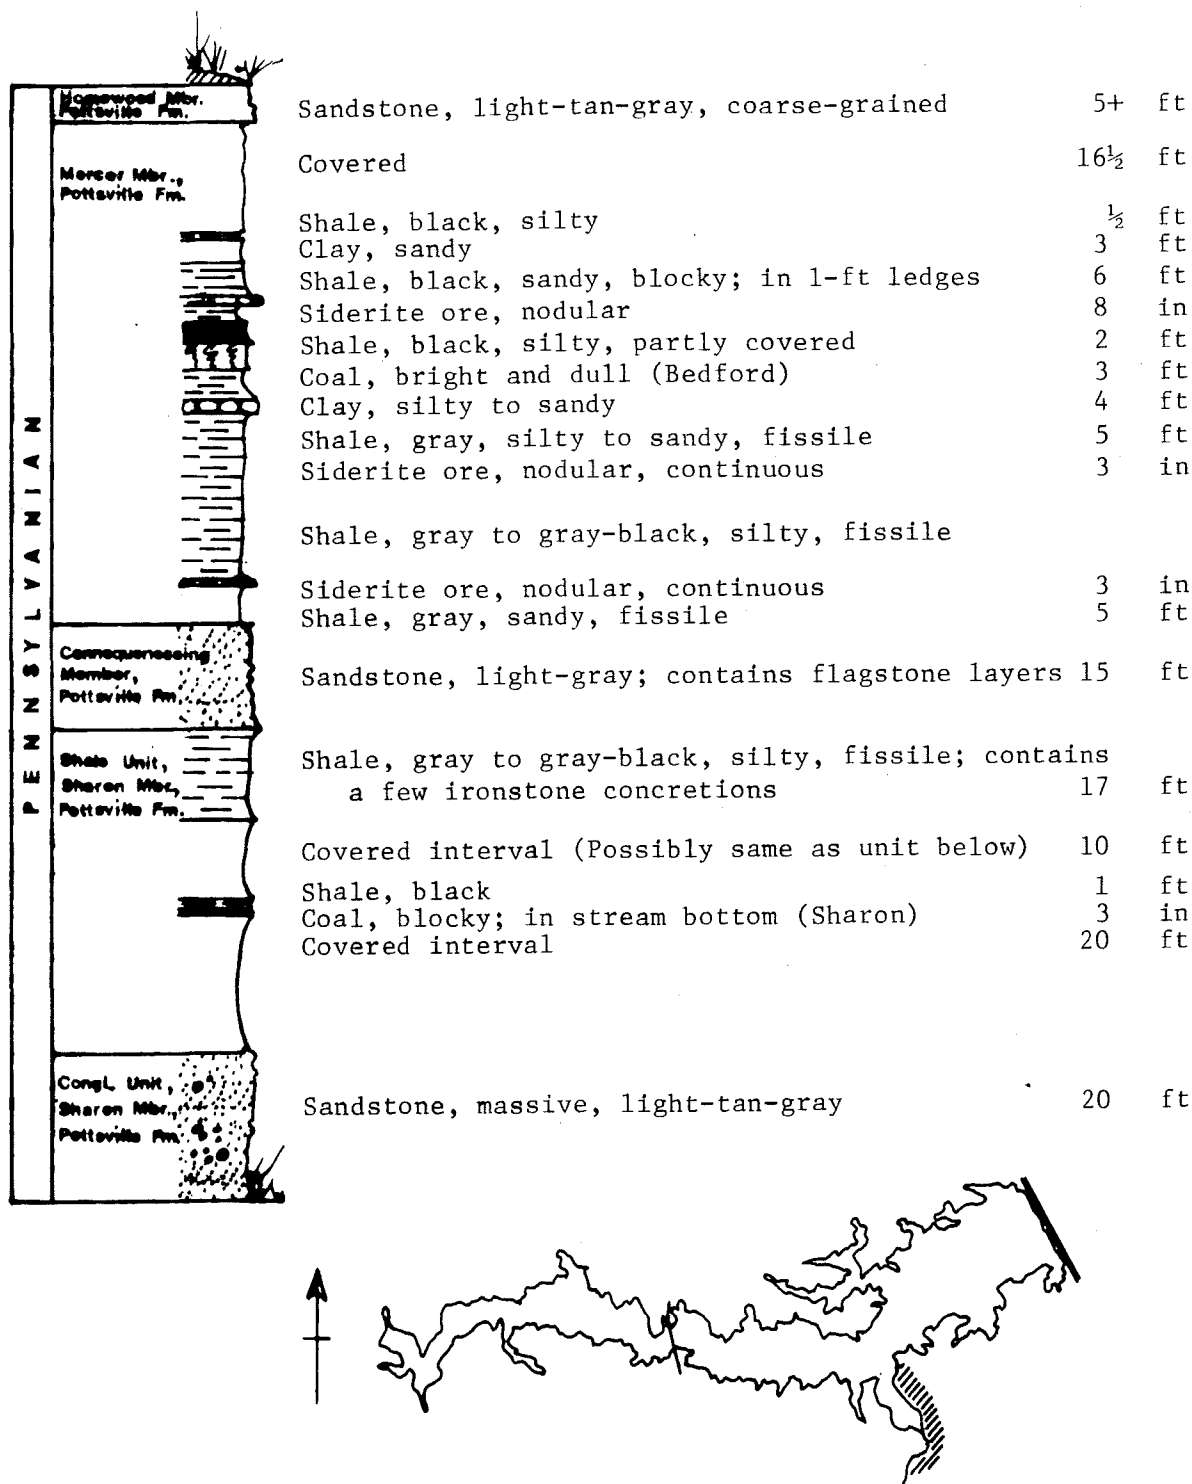 PENNSYLVANIAN
Homewood Mbr.
Pottsville Fm.
Sandstone, light-tan-gray, coarse-grained 5+ ft
Covered 16½ ft
Mercer Mbr.,
Pottsville Fm.
Shale, black, silty ½ ft
Clay, sandy 3 ft
Shale, black, sandy, blocky; in 1-ft ledges 6 ft
Siderite ore, nodular 8 in
Shale, black, silty, partly covered 2 ft
Coal, bright and dull (Bedford) 3 ft
Clay, silty to sandy 4 ft
Shale, gray, silty to sandy, fissile 5 ft
Siderite ore, nodular, continuous 3 in
Shale, gray to gray-black, silty, fissile
Siderite ore, nodular, continuous 3 in
Shale, gray, sandy, fissile 5 ft
Connoquenessing
Member,
Pottsville Fm.
Sandstone, light-gray; contains flagstone layers 15 ft
Shale Unit,
Sharon Mbr.,
Pottsville Fm.
Shale, gray to gray-black, silty, fissile; contains
a few ironstone concretions 17 ft
Covered interval (Possibly same as unit below) 10 ft
Shale, black 1 ft
Coal, blocky; in stream bottom (Sharon) 3 in
Covered interval 20 ft
Congl. Unit,
Sharon Mbr.,
Pottsville Fm.
Sandstone, massive, light-tan-gray 20 ft